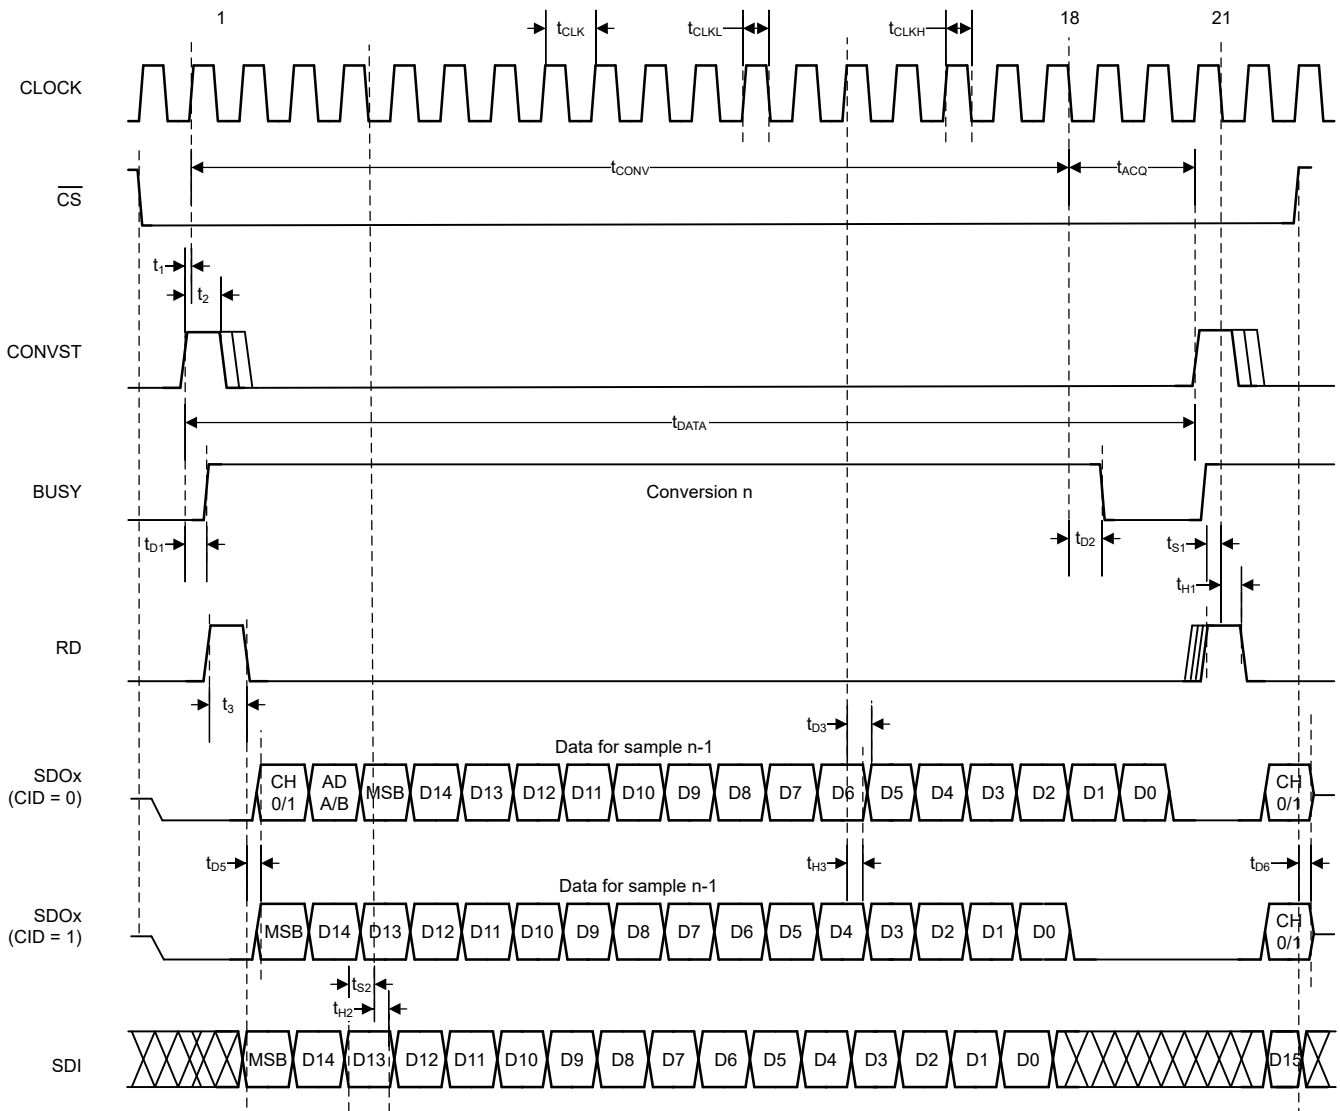 1 18 21
tCLK tCLKL tCLKH
CLOCK
tCONV tACQ
CS
t1
t2
CONVST
tDATA
BUSY Conversion n
tD1 tD2 tS1
tH1
RD
t3 tD3
Data for sample n-1
SDOx
(CID = 0)
CH 0/1 AD A/B MSB D14 D13 D12 D11 D10 D9 D8 D7 D6 D5 D4 D3 D2 D1 D0 CH 0/1
tD5 tH3 tD6
Data for sample n-1
SDOx
(CID = 1)
MSB D14 D13 D12 D11 D10 D9 D8 D7 D6 D5 D4 D3 D2 D1 D0 CH 0/1
tS2
tH2
SDI MSB D14 D13 D12 D11 D10 D9 D8 D7 D6 D5 D4 D3 D2 D1 D0 D15